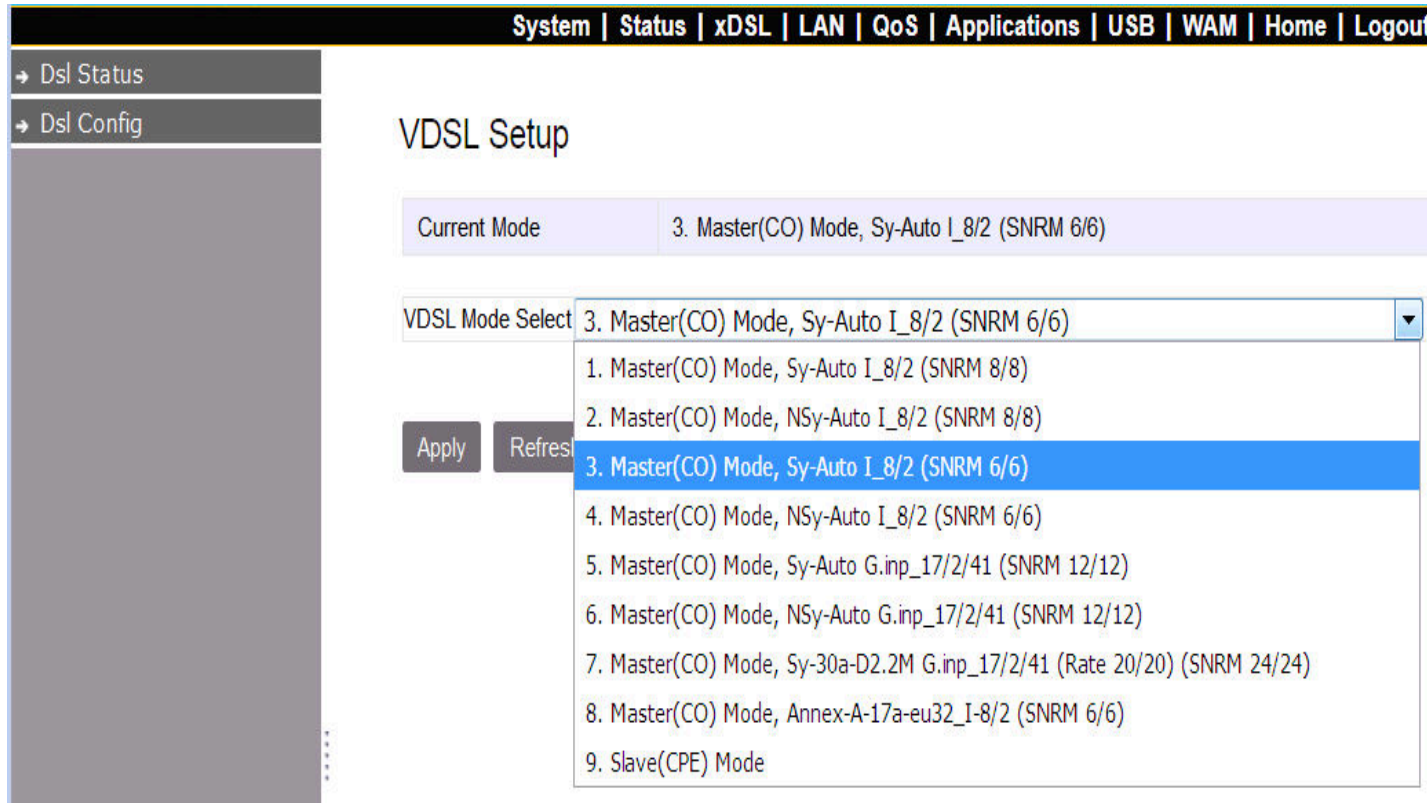 System | Status | xDSL | LAN | QoS | Applications | USB | WAM | Home | Logout
Dsl Status
Dsl Config
VDSL Setup
Current Mode 3. Master(CO) Mode, Sy-Auto I_8/2 (SNRM 6/6)
VDSL Mode Select 3. Master(CO) Mode, Sy-Auto I_8/2 (SNRM 6/6)
1. Master(CO) Mode, Sy-Auto I_8/2 (SNRM 8/8)
2. Master(CO) Mode, NSy-Auto I_8/2 (SNRM 8/8)
Apply Refresh
3. Master(CO) Mode, Sy-Auto I_8/2 (SNRM 6/6)
4. Master(CO) Mode, NSy-Auto I_8/2 (SNRM 6/6)
5. Master(CO) Mode, Sy-Auto G.inp_17/2/41 (SNRM 12/12)
6. Master(CO) Mode, NSy-Auto G.inp_17/2/41 (SNRM 12/12)
7. Master(CO) Mode, Sy-30a-D2.2M G.inp_17/2/41 (Rate 20/20) (SNRM 24/24)
8. Master(CO) Mode, Annex-A-17a-eu32_I-8/2 (SNRM 6/6)
9. Slave(CPE) Mode